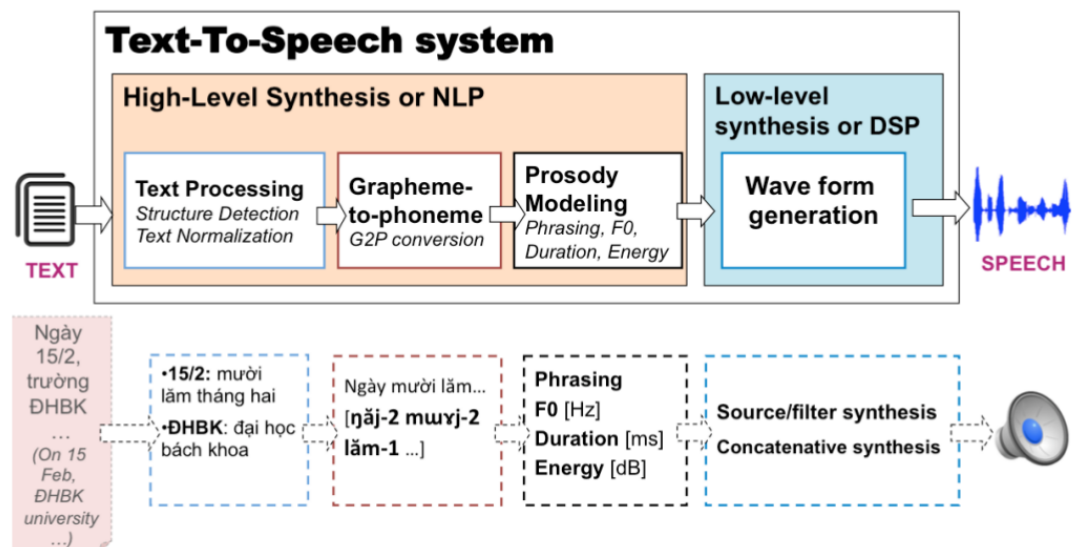 Text-To-Speech system
High-Level Synthesis or NLP
Low-level
synthesis or DSP
TEXT
Text Processing
Structure Detection
Text Normalization
Grapheme-
to-phoneme
G2P conversion
Prosody
Modeling
Phrasing, F0,
Duration, Energy
Wave form
generation
SPEECH
Ngày
15/2,
trường
ĐHBK
...
(On 15
Feb,
ĐHBK
university
...)
•15/2: mười
lăm tháng hai
•ĐHBK: đại học
bách khoa
Ngày mười lăm...
[ŋăj-2 mɯɤj-2
lăm-1 ...]
Phrasing
F0 [Hz]
Duration [ms]
Energy [dB]
Source/filter synthesis
Concatenative synthesis